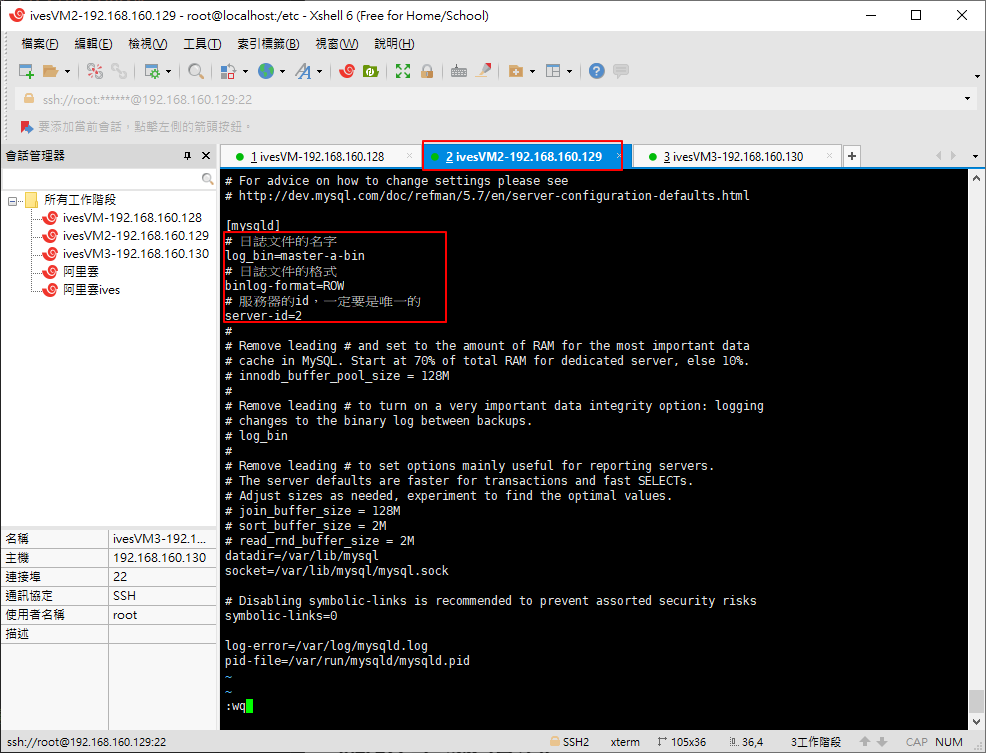 ivesVM2-192.168.160.129 - root@localhost:/etc - Xshell 6 (Free for Home/School)
檔案(F) 編輯(E) 檢視(V) 工具(T) 索引標籤(B) 視窗(W) 說明(H)
ssh://root:******@192.168.160.129:22
要添加當前會話，點擊左側的箭頭按鈕。
會話管理器
所有工作階段
ivesVM-192.168.160.128
ivesVM2-192.168.160.129
ivesVM3-192.168.160.130
阿里雲
阿里雲ives
名稱 ivesVM3-192.1...
主機 192.168.160.130
連接埠 22
通訊協定 SSH
使用者名稱 root
描述
1 ivesVM-192.168.160.128 × 2 ivesVM2-192.168.160.129 × 3 ivesVM3-192.168.160.130 × +
# For advice on how to change settings please see
# http://dev.mysql.com/doc/refman/5.7/en/server-configuration-defaults.html
[mysqld]
# 日誌文件的名字
log_bin=master-a-bin
# 日誌文件的格式
binlog-format=ROW
# 服務器的id，一定要是唯一的
server-id=2
#
# Remove leading # and set to the amount of RAM for the most important data
# cache in MySQL. Start at 70% of total RAM for dedicated server, else 10%.
# innodb_buffer_pool_size = 128M
#
# Remove leading # to turn on a very important data integrity option: logging
# changes to the binary log between backups.
# log_bin
#
# Remove leading # to set options mainly useful for reporting servers.
# The server defaults are faster for transactions and fast SELECTs.
# Adjust sizes as needed, experiment to find the optimal values.
# join_buffer_size = 128M
# sort_buffer_size = 2M
# read_rnd_buffer_size = 2M
datadir=/var/lib/mysql
socket=/var/lib/mysql/mysql.sock
# Disabling symbolic-links is recommended to prevent assorted security risks
symbolic-links=0
log-error=/var/log/mysqld.log
pid-file=/var/run/mysqld/mysqld.pid
~
~
:wq
ssh://root@192.168.160.129:22 SSH2 xterm 105x36 36,4 3工作階段 CAP NUM